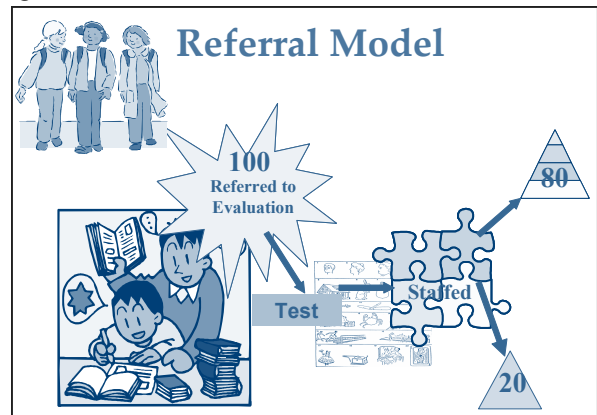 Referral Model
100
Referred to
Evaluation
Test
Staffed
80
20